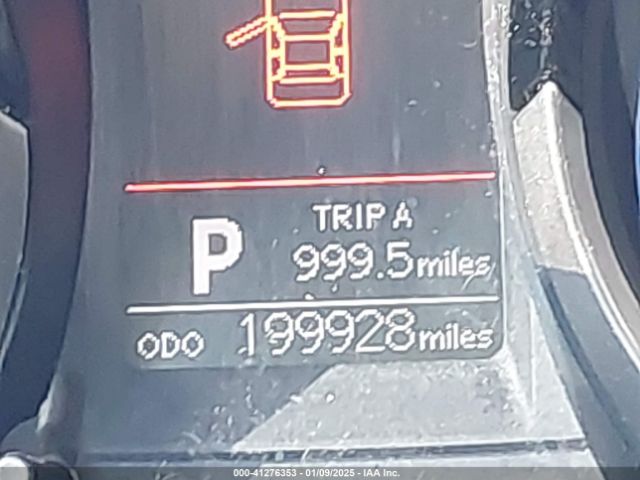 TRIP A
P 999.5 miles
ODO 199928 miles
000-41276353 - 01/09/2025 - IAA Inc.